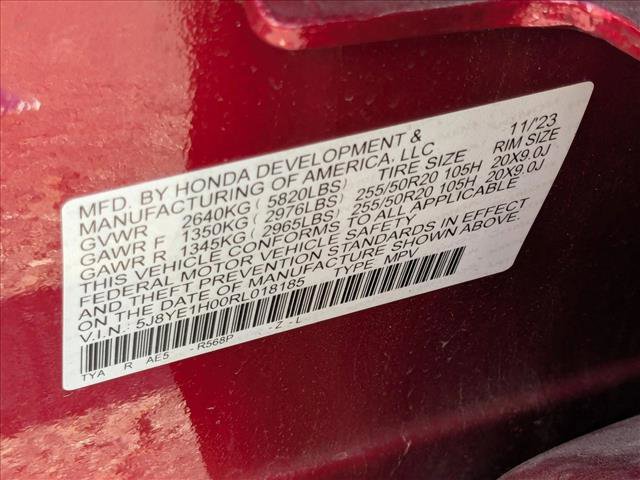 MFD. BY HONDA DEVELOPMENT & 11/'23
MANUFACTURING OF AMERICA, LLC
GVWR 2640KG ( 5820LBS) TIRE SIZE RIM SIZE
GAWR F 1350KG ( 2976LBS) 255/50R20 105H 20X9.0J
GAWR R 1345KG ( 2965LBS) 255/50R20 105H 20X9.0J
THIS VEHICLE CONFORMS TO ALL APPLICABLE
FEDERAL MOTOR VEHICLE SAFETY
AND THEFT PREVENTION STANDARDS IN EFFECT
ON THE DATE OF MANUFACTURE SHOWN ABOVE.
V.I.N.: 5J8YE1H00RL018185 TYPE: MPV
TYA R AE5 - R568P - Z - L